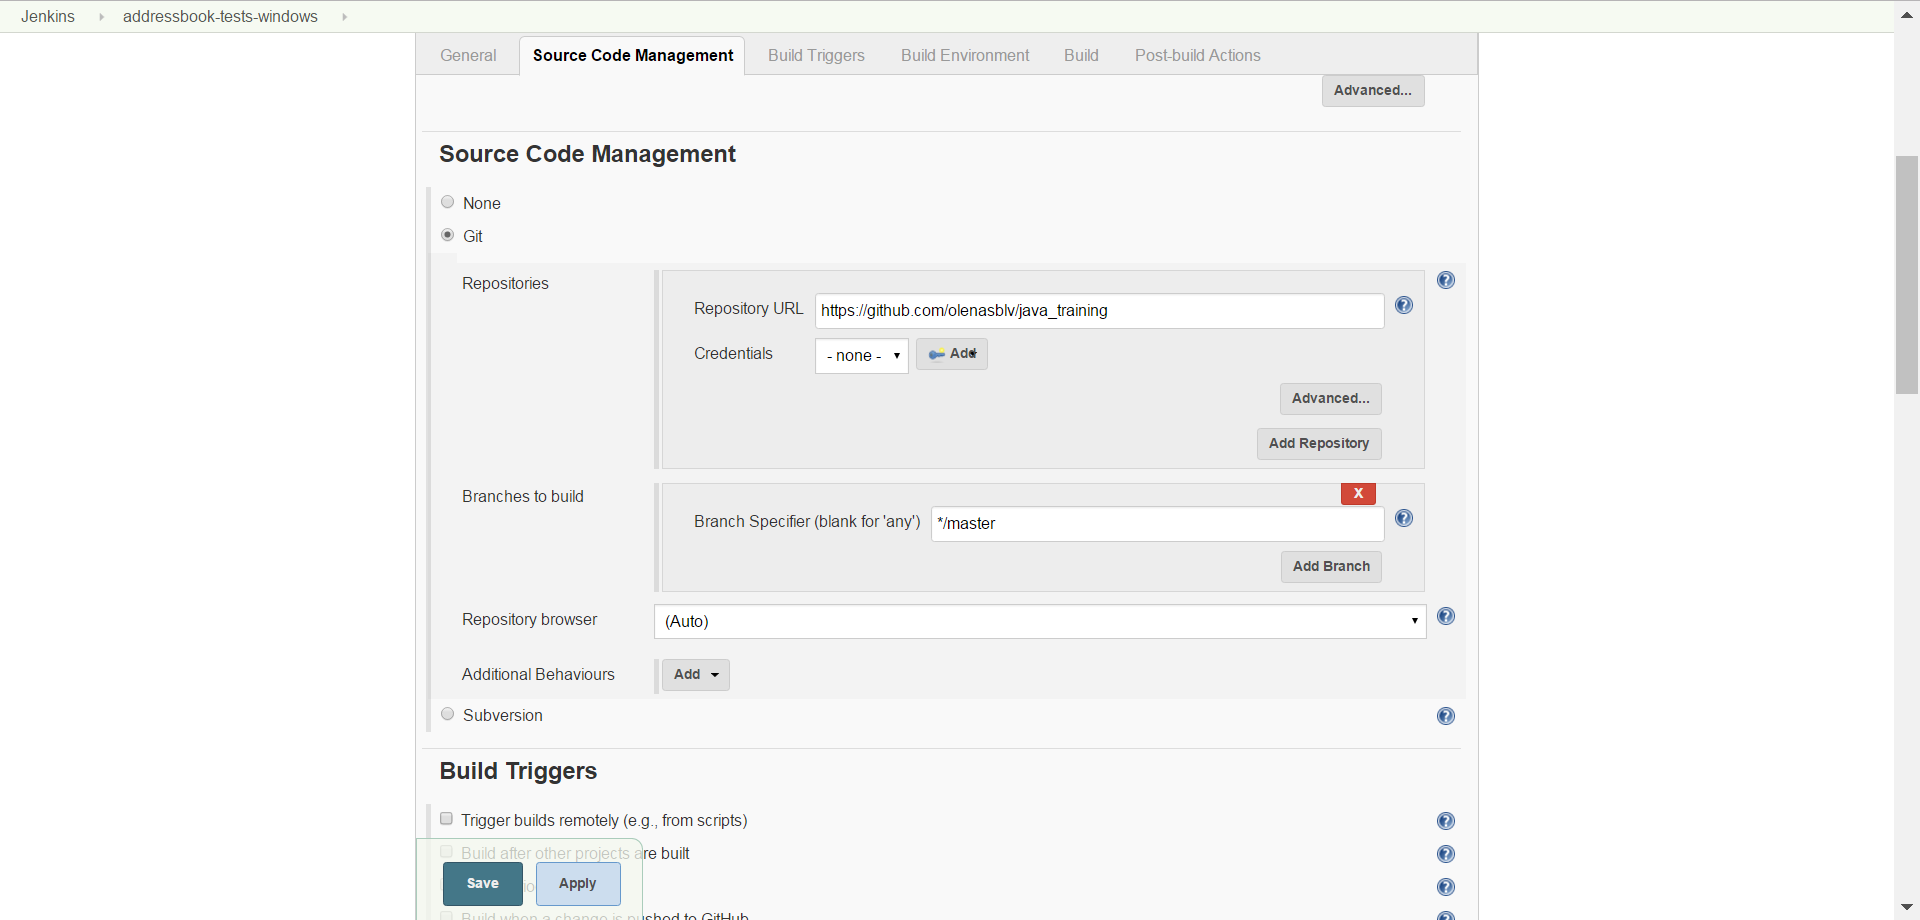 Jenkins addressbook-tests-windows
General Source Code Management Build Triggers Build Environment Build Post-build Actions
Advanced...
Source Code Management
None
Git
Repositories
Repository URL https://github.com/olenasblv/java_training
Credentials - none - Add
Advanced...
Add Repository
Branches to build
X
Branch Specifier (blank for 'any') */master
Add Branch
Repository browser (Auto)
Additional Behaviours Add
Subversion
Build Triggers
Trigger builds remotely (e.g., from scripts)
Build after other projects are built
Save Apply
Build when a change is pushed to GitHub